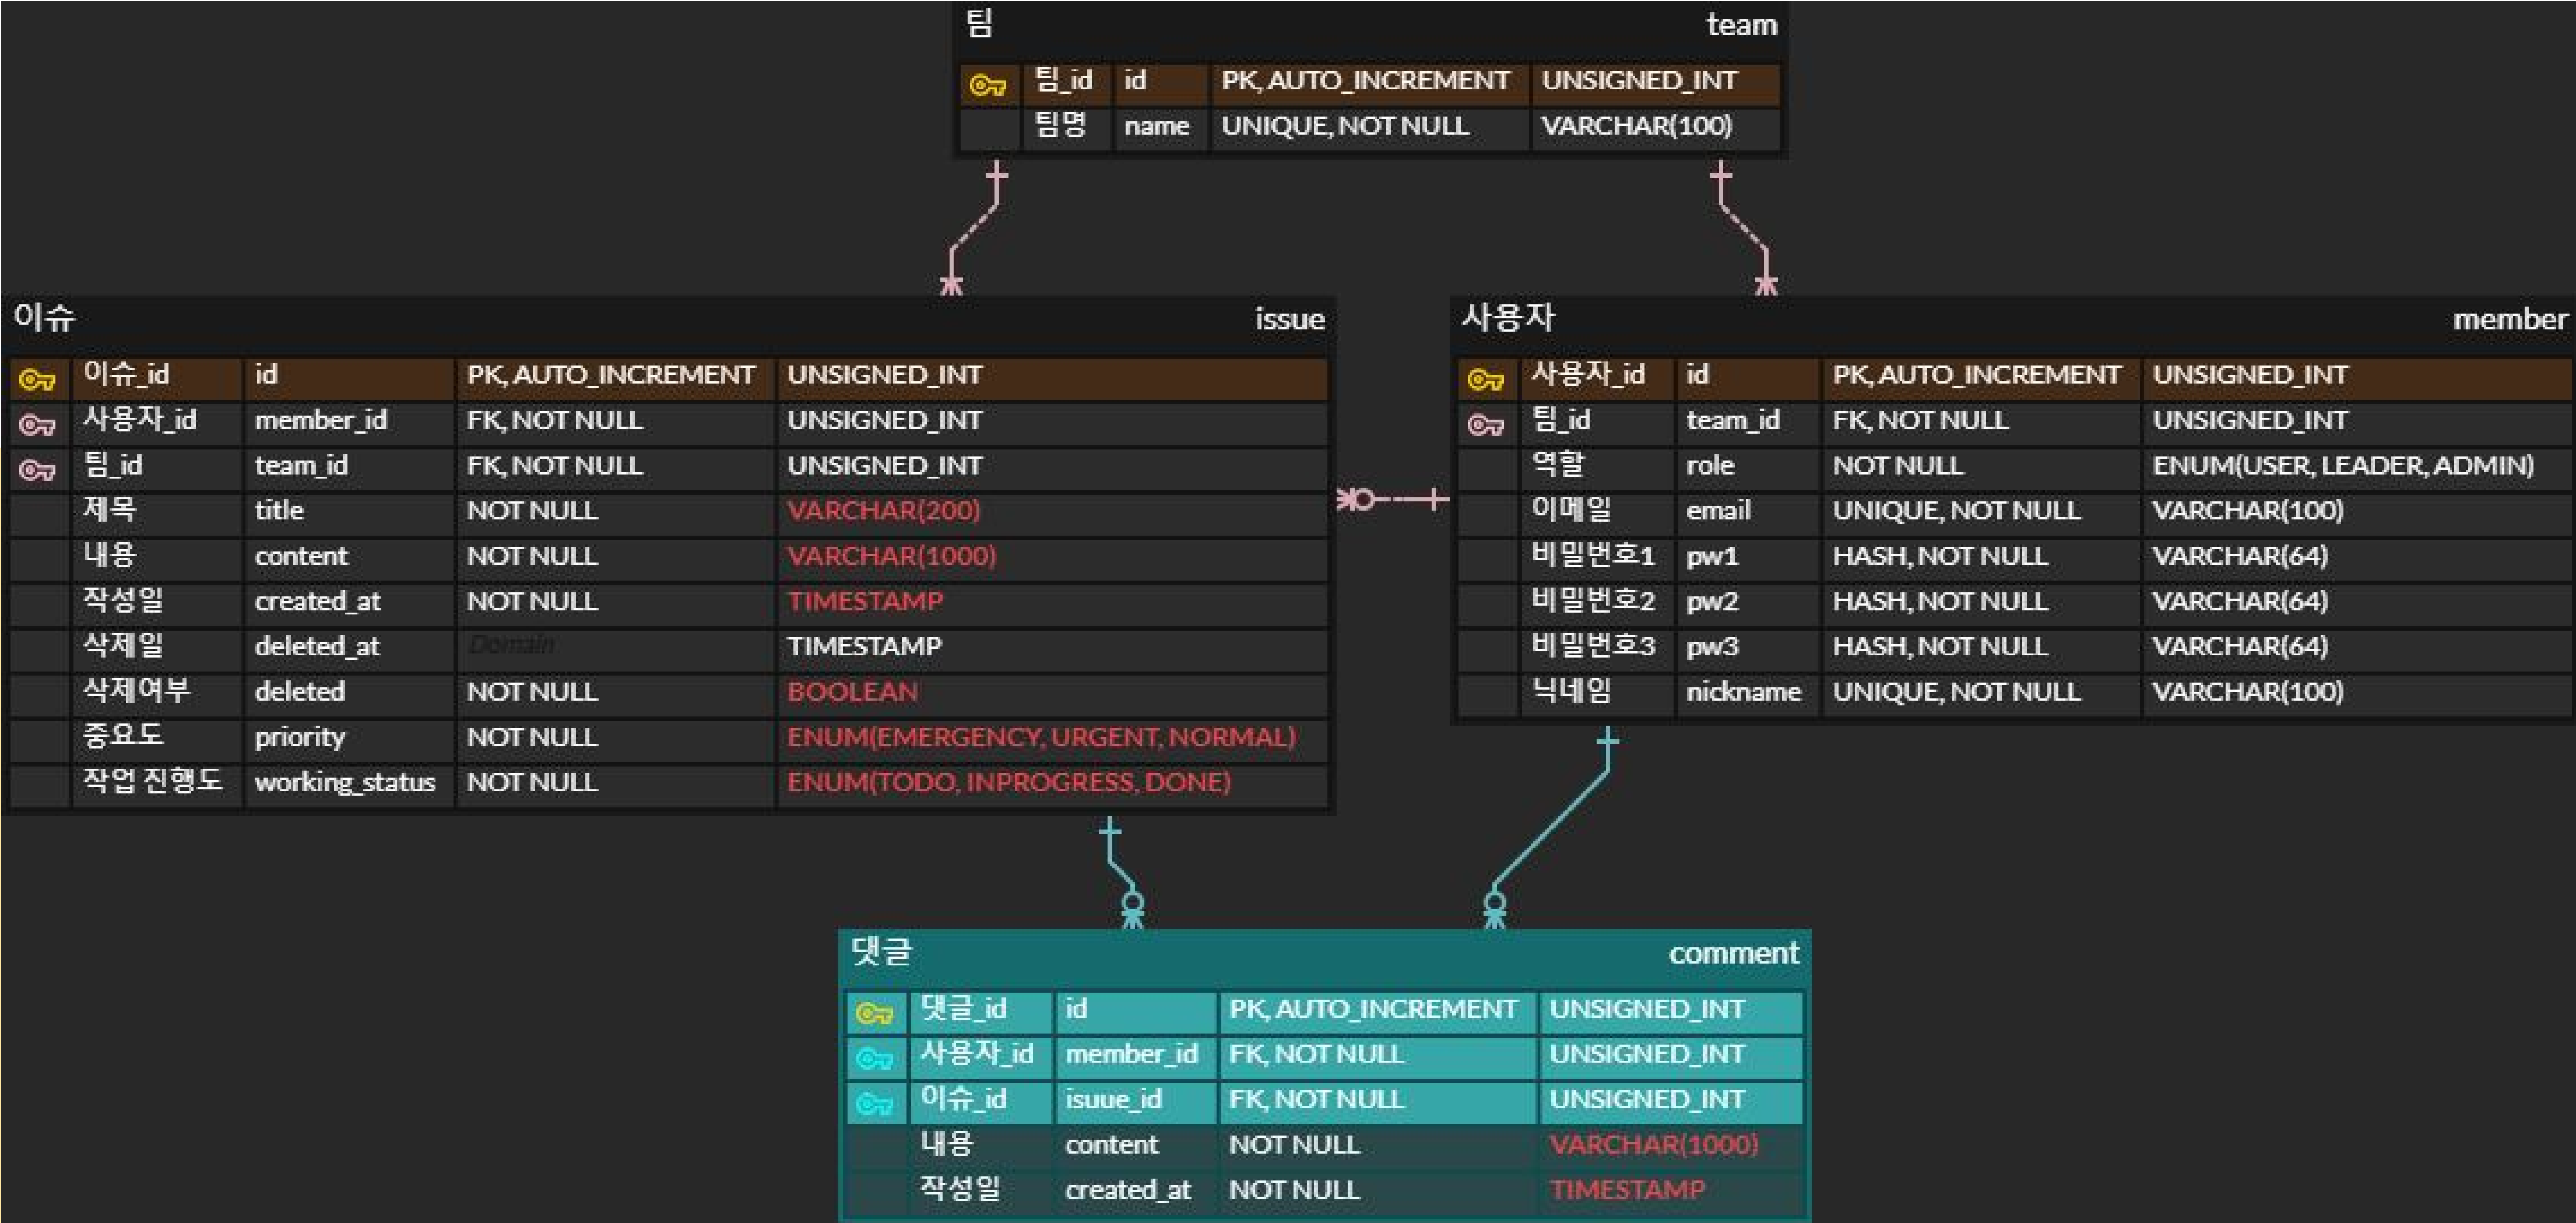 팀 team
팀_id id PK, AUTO_INCREMENT UNSIGNED_INT
팀명 name UNIQUE, NOT NULL VARCHAR(100)
이슈 issue
이슈_id id PK, AUTO_INCREMENT UNSIGNED_INT
사용자_id member_id FK, NOT NULL UNSIGNED_INT
팀_id team_id FK, NOT NULL UNSIGNED_INT
제목 title NOT NULL VARCHAR(200)
내용 content NOT NULL VARCHAR(1000)
작성일 created_at NOT NULL TIMESTAMP
삭제일 deleted_at Domain TIMESTAMP
삭제여부 deleted NOT NULL BOOLEAN
중요도 priority NOT NULL ENUM(EMERGENCY, URGENT, NORMAL)
작업 진행도 working_status NOT NULL ENUM(TODO, INPROGRESS, DONE)
사용자 member
사용자_id id PK, AUTO_INCREMENT UNSIGNED_INT
팀_id team_id FK, NOT NULL UNSIGNED_INT
역할 role NOT NULL ENUM(USER, LEADER, ADMIN)
이메일 email UNIQUE, NOT NULL VARCHAR(100)
비밀번호1 pw1 HASH, NOT NULL VARCHAR(64)
비밀번호2 pw2 HASH, NOT NULL VARCHAR(64)
비밀번호3 pw3 HASH, NOT NULL VARCHAR(64)
닉네임 nickname UNIQUE, NOT NULL VARCHAR(100)
댓글 comment
댓글_id id PK, AUTO_INCREMENT UNSIGNED_INT
사용자_id member_id FK, NOT NULL UNSIGNED_INT
이슈_id isuue_id FK, NOT NULL UNSIGNED_INT
내용 content NOT NULL VARCHAR(1000)
작성일 created_at NOT NULL TIMESTAMP